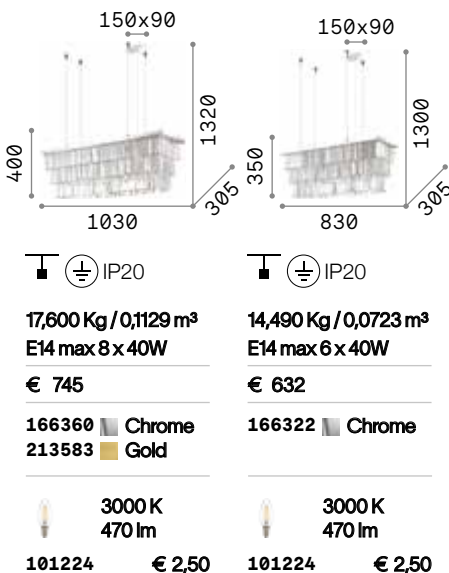 150x90
1320
400
305
1030
IP20
17,600 Kg / 0,1129 m³
E14 max 8 x 40W
€ 745
166360 Chrome
213583 Gold
3000 K
470 lm
101224 € 2,50
150x90
1300
350
305
830
IP20
14,490 Kg / 0,0723 m³
E14 max 6 x 40W
€ 632
166322 Chrome
3000 K
470 lm
101224 € 2,50